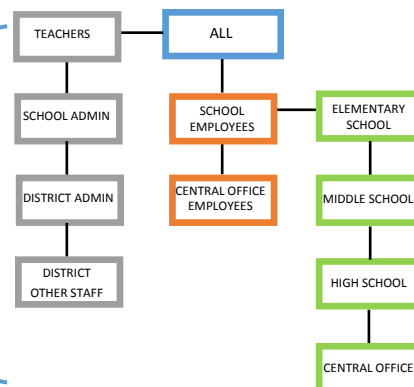 TEACHERS
ALL
SCHOOL ADMIN
SCHOOL
EMPLOYEES
ELEMENTARY
SCHOOL
DISTRICT ADMIN
CENTRAL OFFICE
EMPLOYEES
MIDDLE SCHOOL
DISTRICT
OTHER STAFF
HIGH SCHOOL
CENTRAL OFFICE